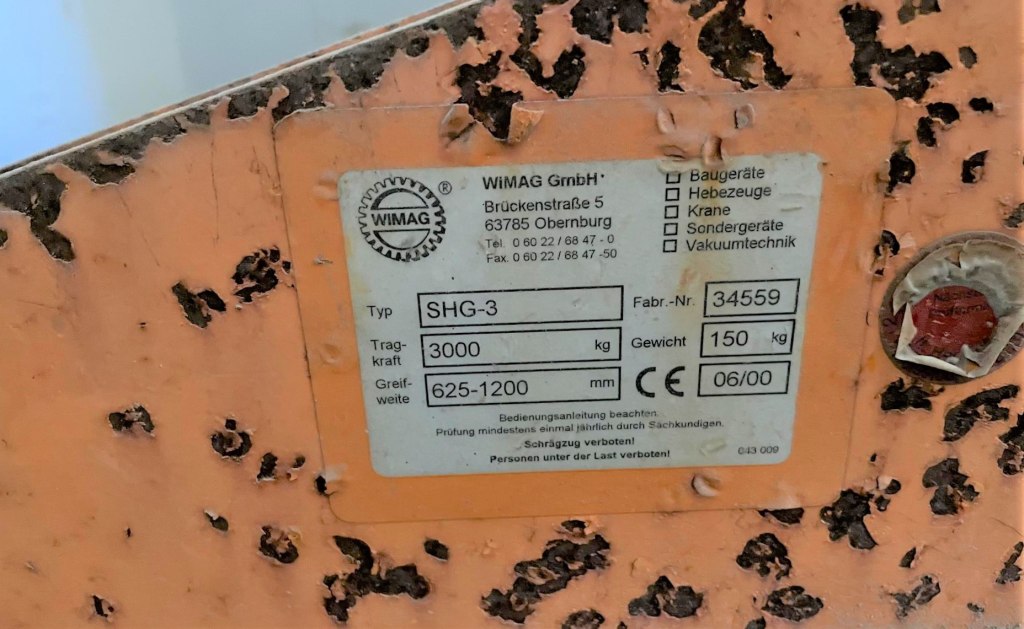 WIMAG ®
WiMAG GmbH
Brückenstraße 5
63785 Obernburg
Tel. 0 60 22 / 68 47 - 0
Fax. 0 60 22 / 68 47 -50
Baugeräte
Hebezeuge
Krane
Sondergeräte
Vakuumtechnik
Typ SHG-3
Fabr.-Nr. 34559
Trag-
kraft 3000 kg
Gewicht 150 kg
Greif-
weite 625-1200 mm
CE 06/00
Bedienungsanleitung beachten.
Prüfung mindestens einmal jährlich durch Sachkundigen.
Schrägzug verboten!
Personen unter der Last verboten!
043 009